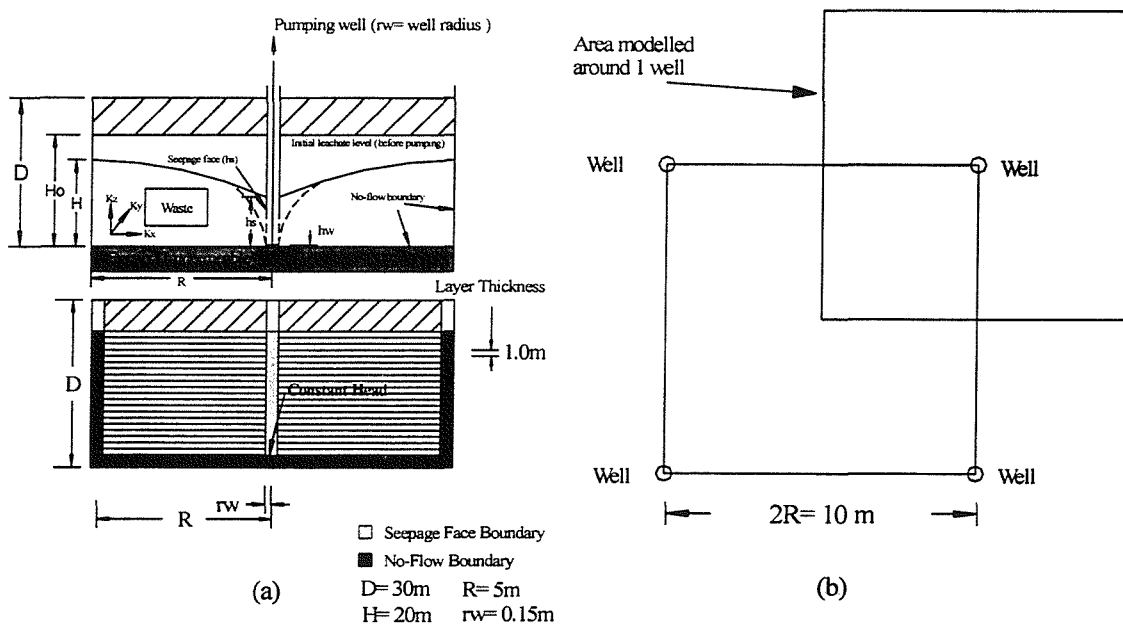 Pumping well (rw= well radius )
D
Ho
H
Initial leachate level (before pumping)
Seepage face (hs)
Kz
Ky
Kx
Waste
hs
hw
No-flow boundary
R
Layer Thickness
1.0m
D
Constant Head
rw
R
Seepage Face Boundary
No-Flow Boundary
D= 30m R= 5m
H= 20m rw= 0.15m
(a)
Area modelled
around 1 well
Well
Well
Well
Well
2R= 10 m
(b)